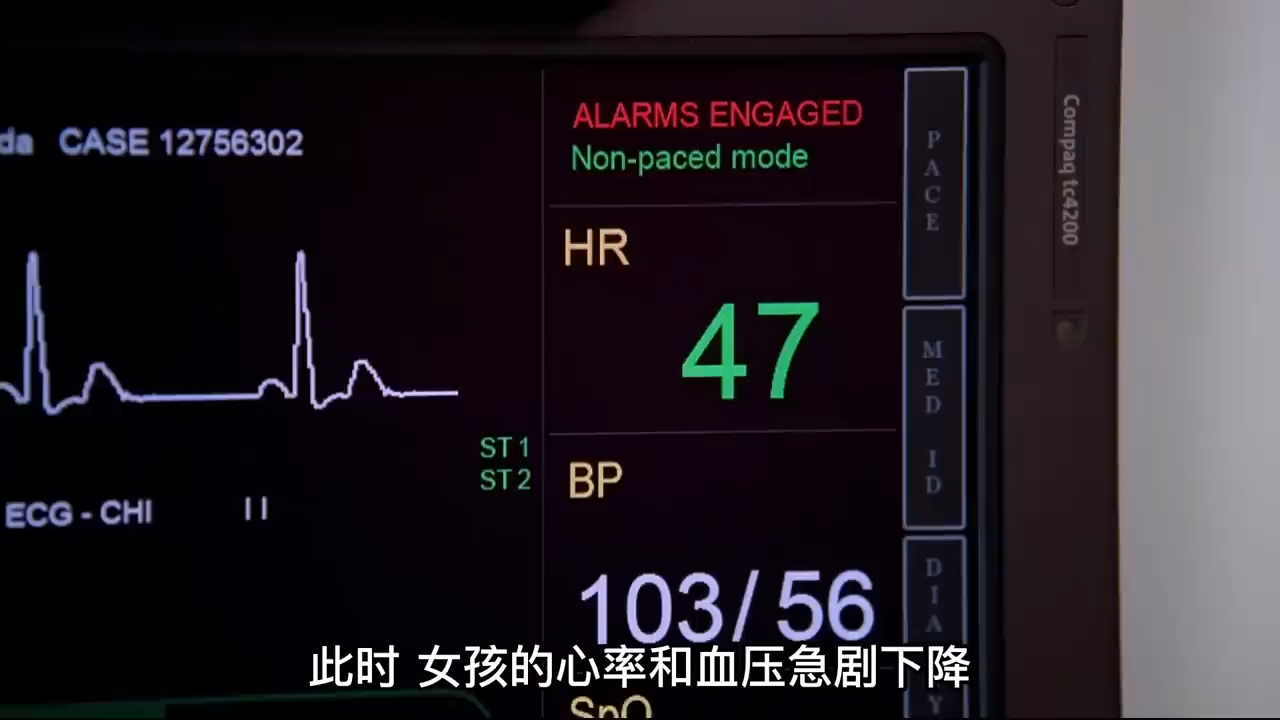 da CASE 12756302
ALARMS ENGAGED
Non-paced mode
HR
47
ST 1
ST 2
ECG - CHI II
BP
103/56
PACE
MED ID
DIA
Compaq tc4200
此时 女孩的心率和血压急剧下降